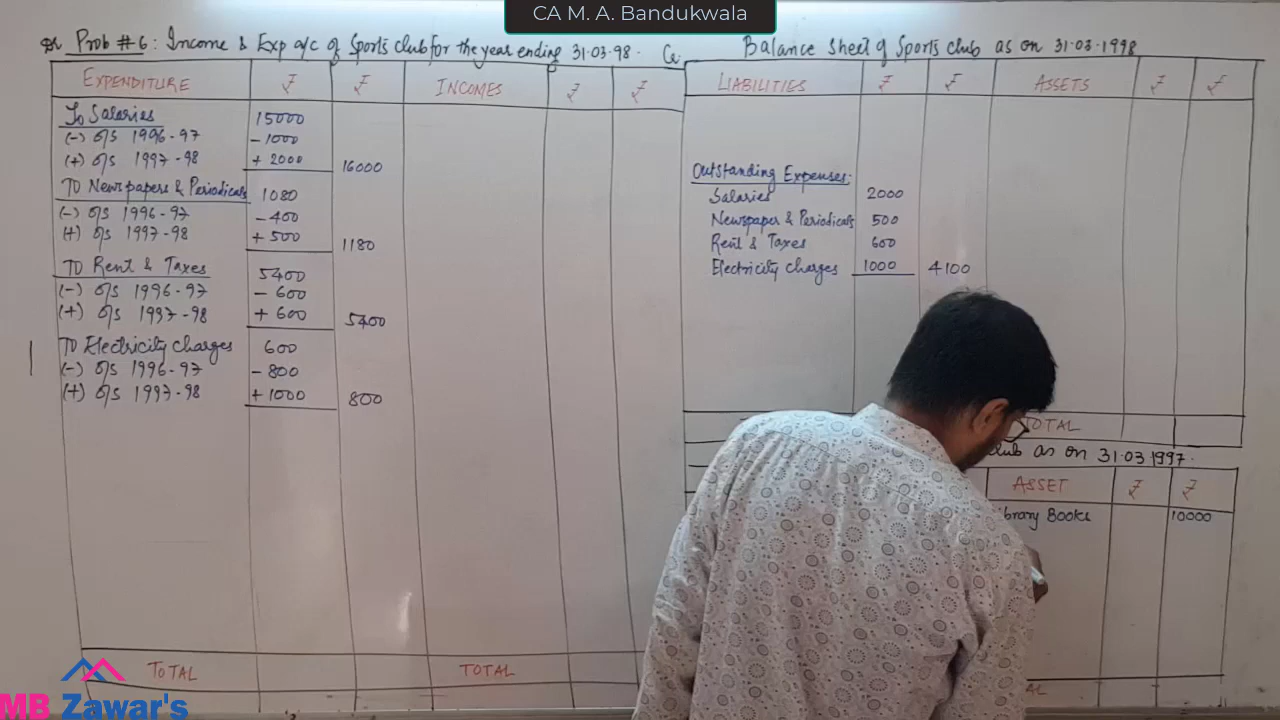 CA M. A. Bandukwala
Dr Prob # 6 : Income & Exp a/c of Sports club for the year ending 31.03.98. Cr
EXPENDITURE ₹ ₹ INCOMES ₹ ₹
To Salaries 15000
(-) O/S 1996-97 - 1000
(+) O/S 1997-98 + 2000 16000
To Newspapers & Periodicals 1080
(-) O/S 1996-97 - 400
(+) O/S 1997-98 + 500 1180
To Rent & Taxes 5400
(-) O/S 1996-97 - 600
(+) O/S 1997-98 + 600 5400
To Electricity Charges 600
(-) O/S 1996-97 - 800
(+) O/S 1997-98 + 1000 800
TOTAL TOTAL
Balance Sheet of Sports club as on 31.03.1998
LIABILITIES ₹ ₹ ASSETS ₹ ₹
Outstanding Expenses:
Salaries 2000
Newspaper & Periodicals 500
Rent & Taxes 600
Electricity Charges 1000 4100
TOTAL
club as on 31.03.1997.
ASSET ₹ ₹
Library Books 10000
MB Zawar's